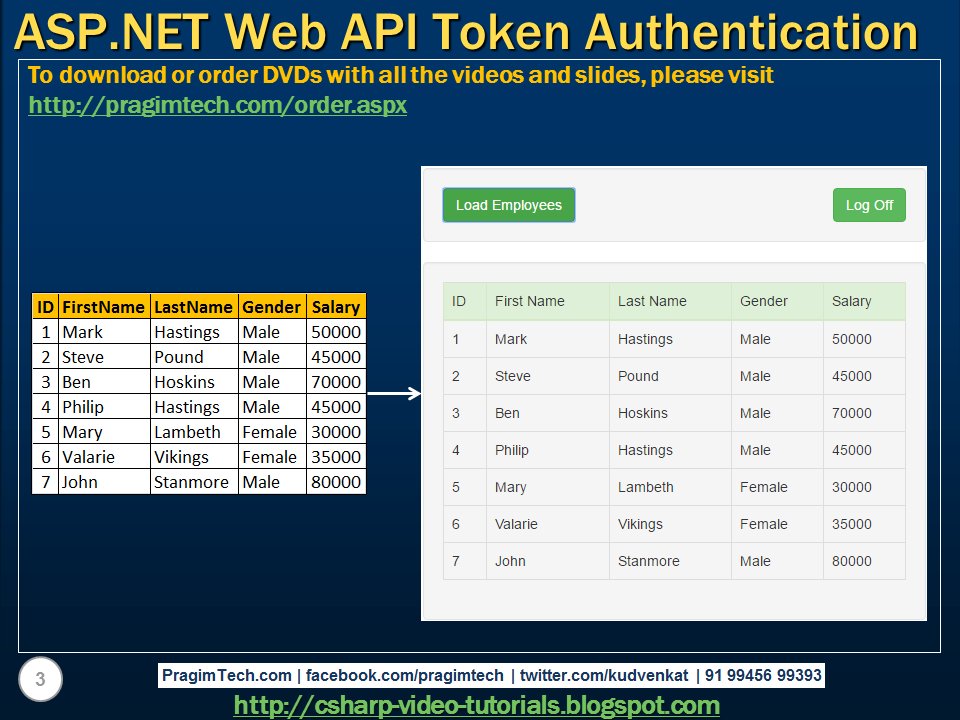 ASP.NET Web API Token Authentication
To download or order DVDs with all the videos and slides, please visit
http://pragimtech.com/order.aspx
ID FirstName LastName Gender Salary
1 Mark Hastings Male 50000
2 Steve Pound Male 45000
3 Ben Hoskins Male 70000
4 Philip Hastings Male 45000
5 Mary Lambeth Female 30000
6 Valarie Vikings Female 35000
7 John Stanmore Male 80000
Load Employees Log Off
ID First Name Last Name Gender Salary
1 Mark Hastings Male 50000
2 Steve Pound Male 45000
3 Ben Hoskins Male 70000
4 Philip Hastings Male 45000
5 Mary Lambeth Female 30000
6 Valarie Vikings Female 35000
7 John Stanmore Male 80000
3
PragimTech.com | facebook.com/pragimtech | twitter.com/kudvenkat | 91 99456 99393
http://csharp-video-tutorials.blogspot.com